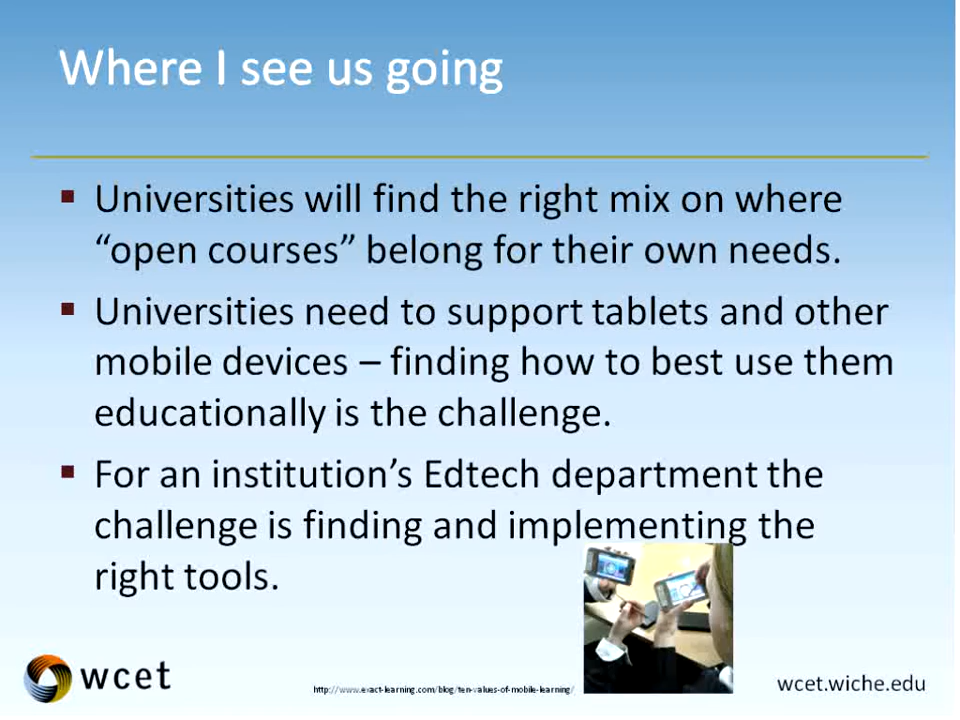 Where I see us going
▪ Universities will find the right mix on where
“open courses” belong for their own needs.
▪ Universities need to support tablets and other
mobile devices – finding how to best use them
educationally is the challenge.
▪ For an institution’s Edtech department the
challenge is finding and implementing the
right tools.
wcet
http://www.exact-learning.com/blog/ten-values-of-mobile-learning/
wcet.wiche.edu